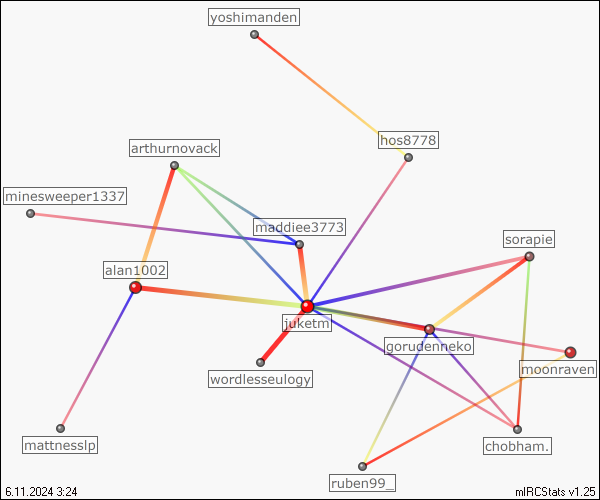 yoshimanden
hos8778
arthurnovack
minesweeper1337
maddiee3773
sorapie
alan1002
juketm
gorudenneko
moonraven
wordlesseulogy
mattnesslp
chobham.
ruben99_
6.11.2024 3:24
mIRCStats v1.25